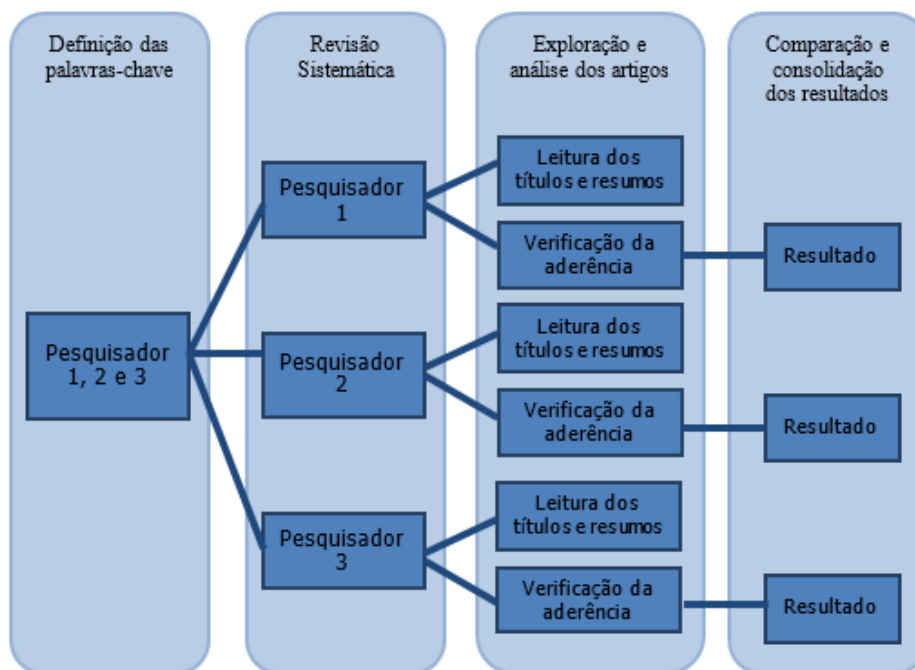 Definição das
palavras-chave
Revisão
Sistemática
Exploração e
análise dos artigos
Comparação e
consolidação
dos resultados
Pesquisador
1, 2 e 3
Pesquisador
1
Pesquisador
2
Pesquisador
3
Leitura dos
títulos e resumos
Verificação da
aderência
Leitura dos
títulos e resumos
Verificação da
aderência
Leitura dos
títulos e resumos
Verificação da
aderência
Resultado
Resultado
Resultado